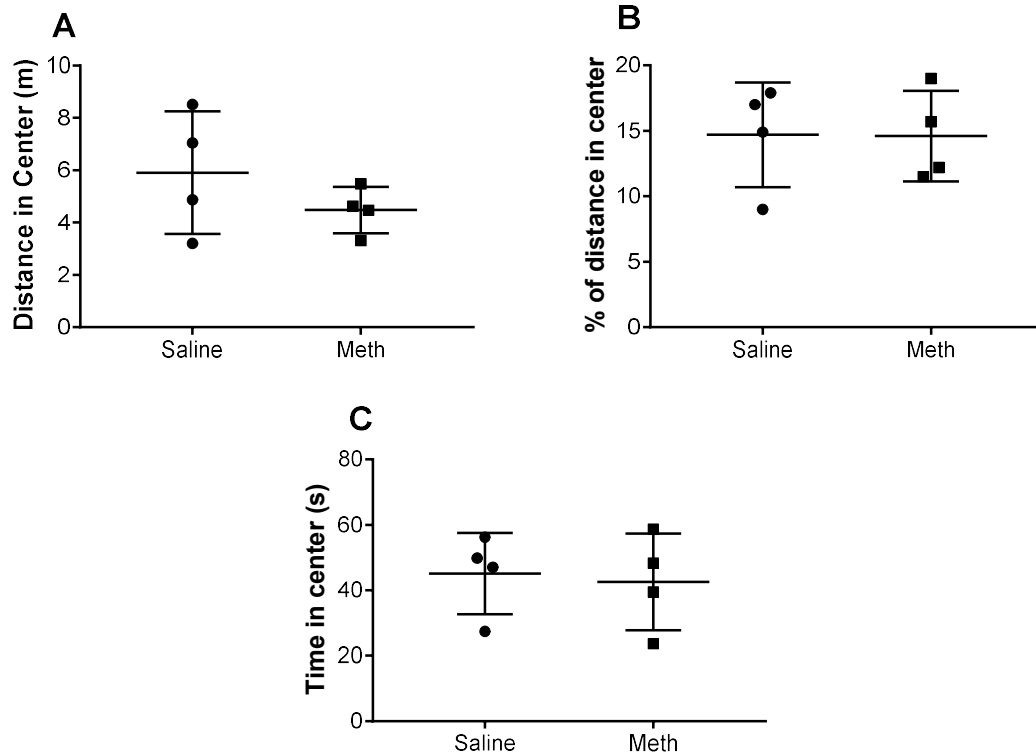 A
Distance in Center (m)
10
8
6
4
2
0
Saline Meth
B
% of distance in center
20
15
10
5
0
Saline Meth
C
Time in center (s)
80
60
40
20
0
Saline Meth